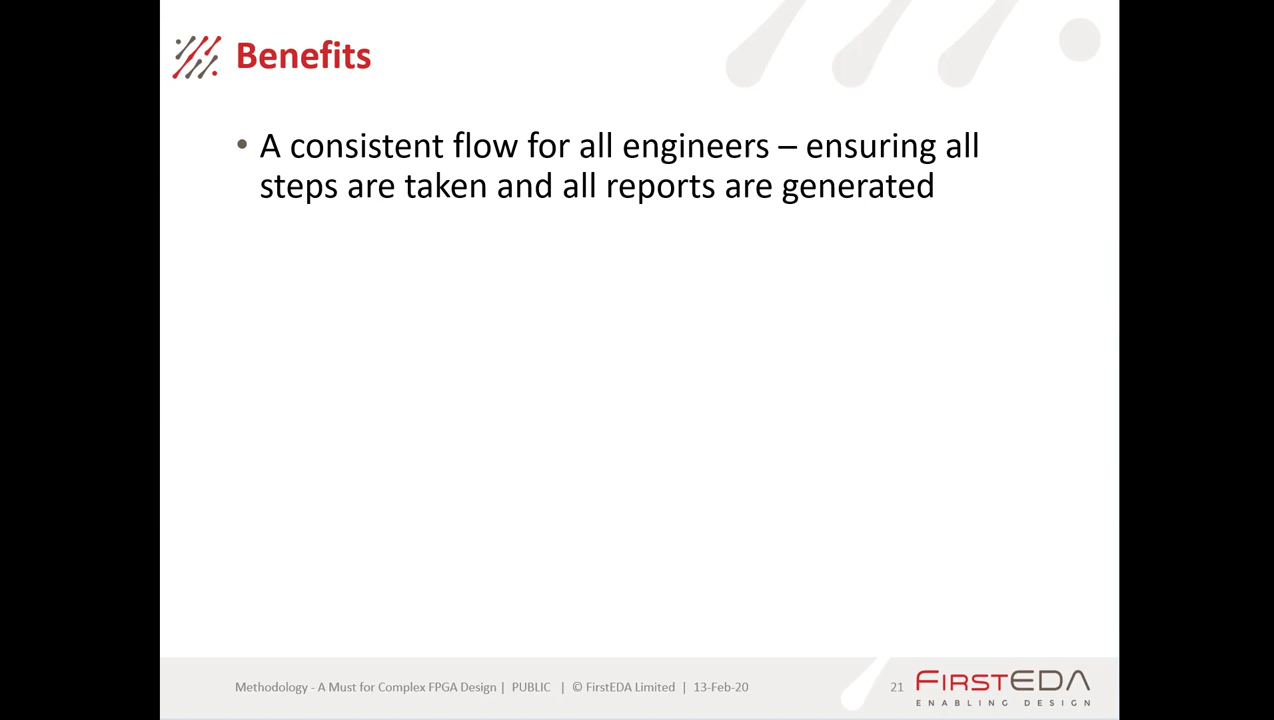 Benefits
• A consistent flow for all engineers – ensuring all
steps are taken and all reports are generated
Methodology - A Must for Complex FPGA Design | PUBLIC | © FirstEDA Limited | 13-Feb-20
21
FIRSTEDA
ENABLING DESIGN